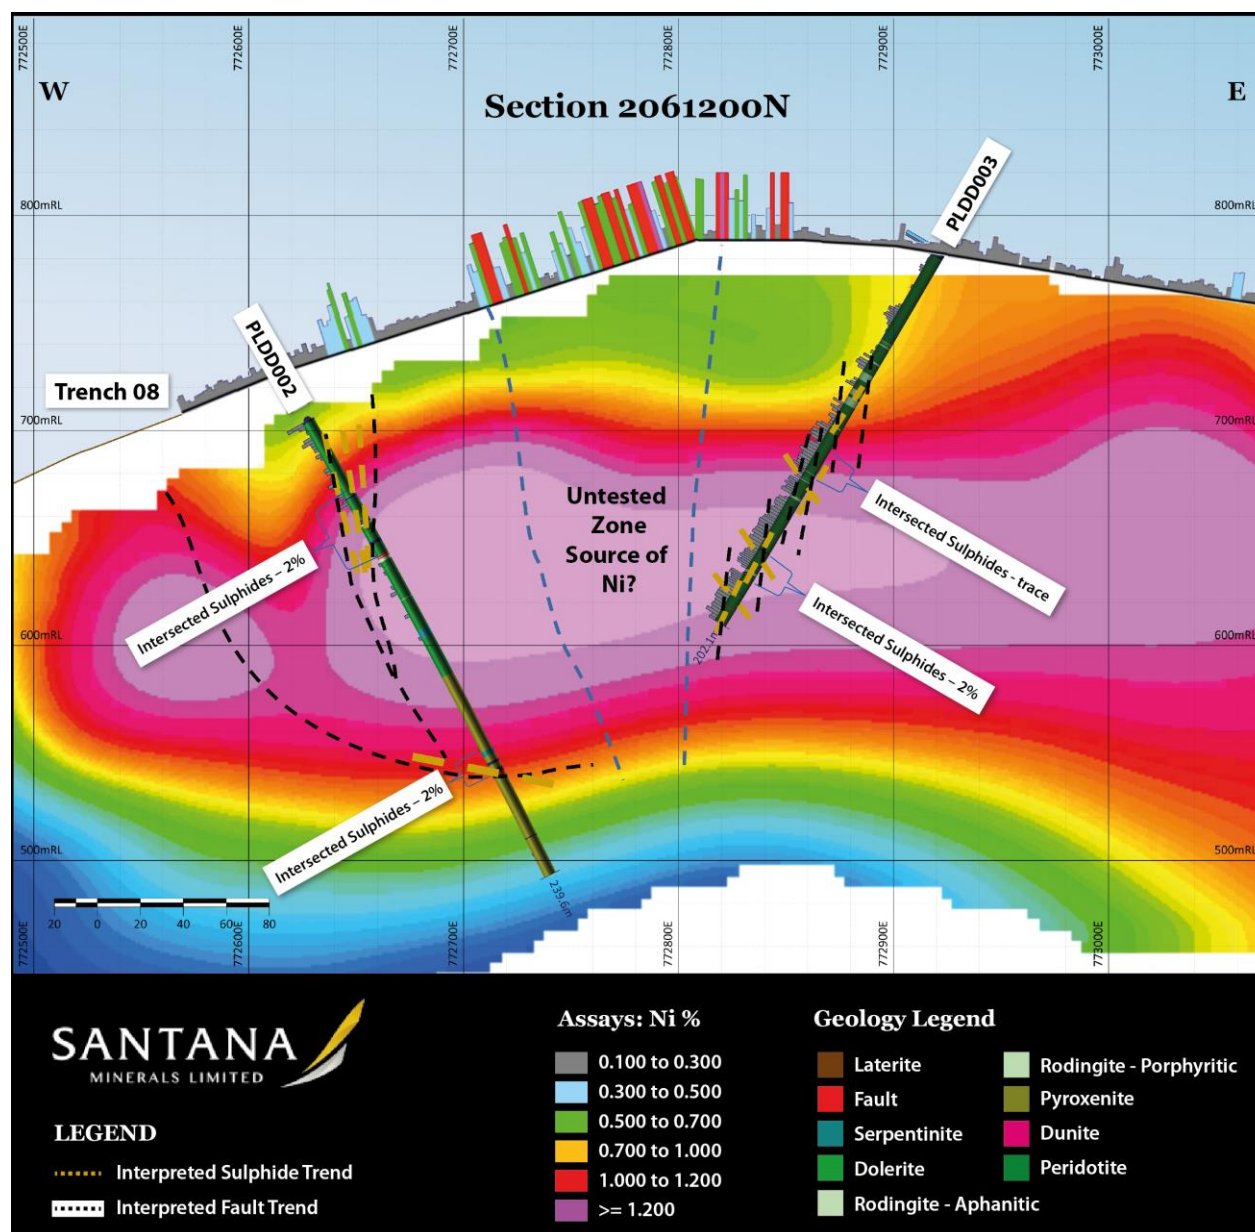 772500E
772600E
772700E
772800E
772900E
773000E
W
E
Section 2061200N
800mRL
800mRL
PLDD003
PLDD002
Trench 08
700mRL
700mRL
Untested
Zone
Source of
Ni?
Intersected Sulphides - trace
Intersected Sulphides – 2%
Intersected Sulphides – 2%
600mRL
600mRL
202.1m
Intersected Sulphides – 2%
500mRL
500mRL
239.6m
20 0 20 40 60 80
772500E
772600E
772700E
772800E
772900E
773000E
SANTANA
MINERALS LIMITED
LEGEND
Interpreted Sulphide Trend
Interpreted Fault Trend
Assays: Ni %
0.100 to 0.300
0.300 to 0.500
0.500 to 0.700
0.700 to 1.000
1.000 to 1.200
>= 1.200
Geology Legend
Laterite
Fault
Serpentinite
Dolerite
Rodingite - Aphanitic
Rodingite - Porphyritic
Pyroxenite
Dunite
Peridotite